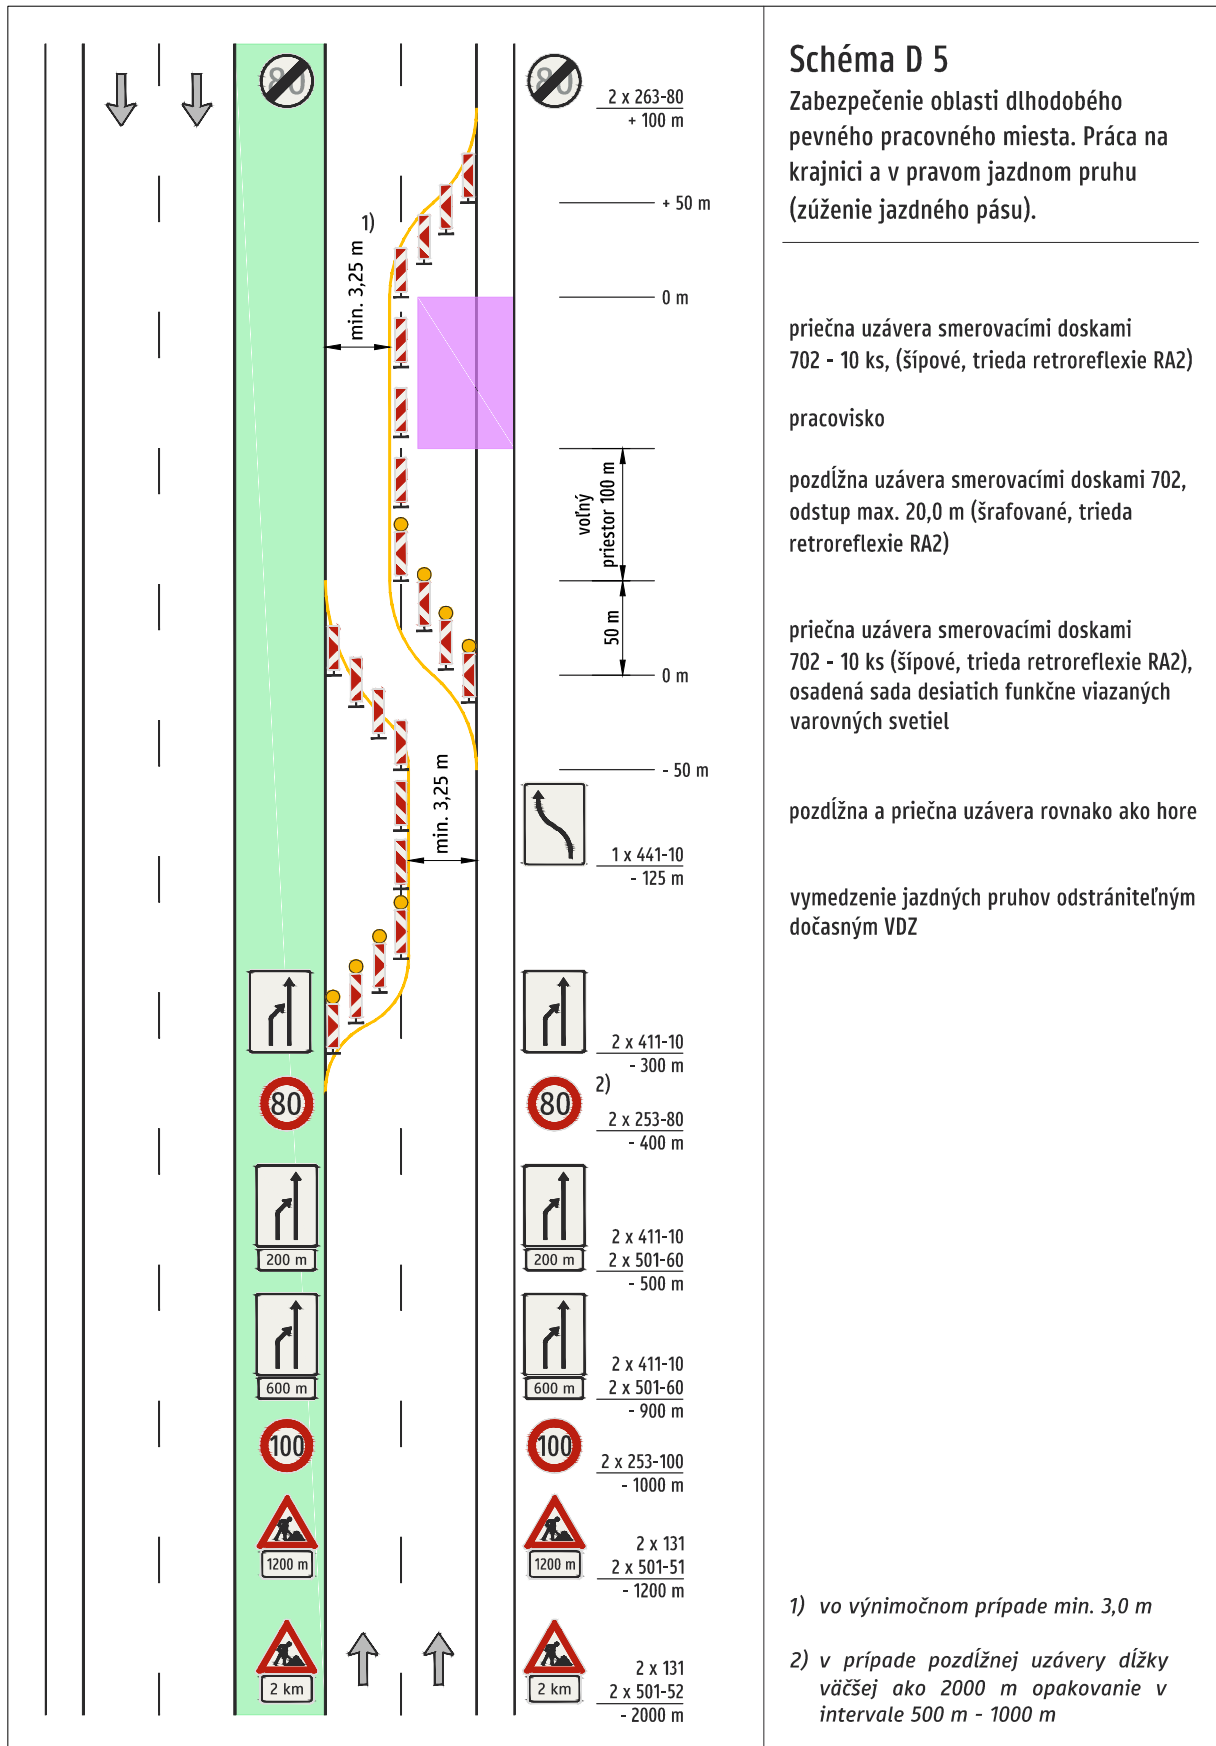 Schéma D 5
Zabezpečenie oblasti dlhodobého
pevného pracovného miesta. Práca na
krajnici a v pravom jazdnom pruhu
(zúženie jazdného pásu).
80
80
2 x 263-80
+ 100 m
+ 50 m
1)
min. 3,25 m
0 m
priečna uzávera smerovacími doskami
702 - 10 ks, (šípové, trieda retroreflexie RA2)
pracovisko
voľný
priestor 100 m
pozdĺžna uzávera smerovacími doskami 702,
odstup max. 20,0 m (šrafované, trieda
retroreflexie RA2)
50 m
0 m
priečna uzávera smerovacími doskami
702 - 10 ks (šípové, trieda retroreflexie RA2),
osadená sada desiatich funkčne viazaných
varovných svetiel
- 50 m
min. 3,25 m
1 x 441-10
- 125 m
pozdĺžna a priečna uzávera rovnako ako hore
vymedzenie jazdných pruhov odstrániteľným
dočasným VDZ
2 x 411-10
- 300 m
80
80
2)
2 x 253-80
- 400 m
200 m
200 m
2 x 411-10
2 x 501-60
- 500 m
600 m
600 m
2 x 411-10
2 x 501-60
- 900 m
100
100
2 x 253-100
- 1000 m
1200 m
1200 m
2 x 131
2 x 501-51
- 1200 m
2 km
2 km
2 x 131
2 x 501-52
- 2000 m
1) vo výnimočnom prípade min. 3,0 m
2) v prípade pozdĺžnej uzávery dĺžky
väčšej ako 2000 m opakovanie v
intervale 500 m - 1000 m